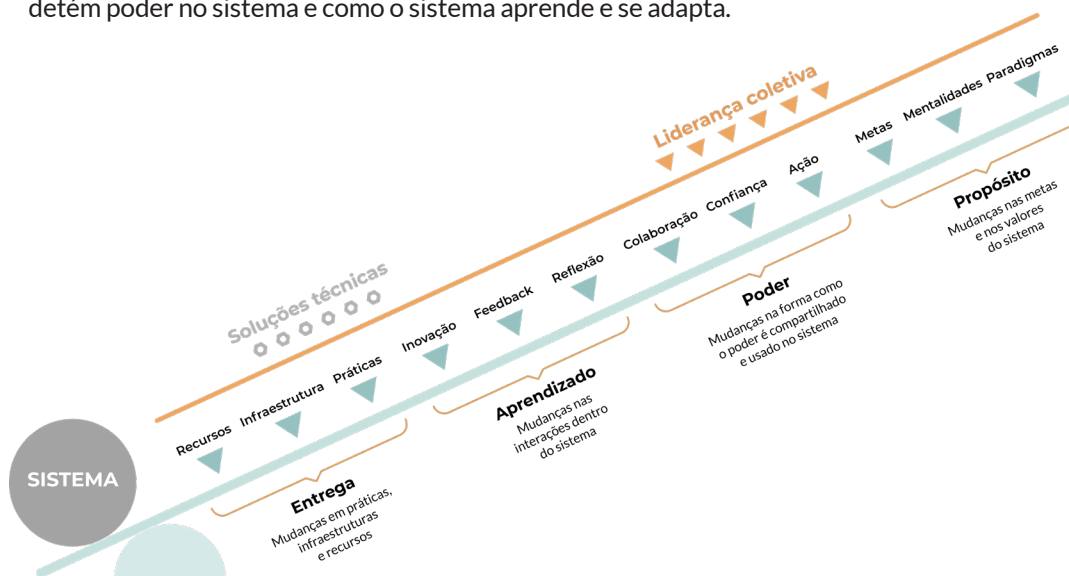 detém poder no sistema e como o sistema aprende e se adapta.
Liderança coletiva
Soluções técnicas
Recursos
Infraestrutura
Práticas
Inovação
Feedback
Reflexão
Colaboração
Confiança
Ação
Metas
Mentalidades
Paradigmas
SISTEMA
Entrega
Mudanças em práticas,
infraestruturas
e recursos
Aprendizado
Mudanças nas
interações dentro
do sistema
Poder
Mudanças na forma como
o poder é compartilhado
e usado no sistema
Propósito
Mudanças nas metas
e nos valores
do sistema